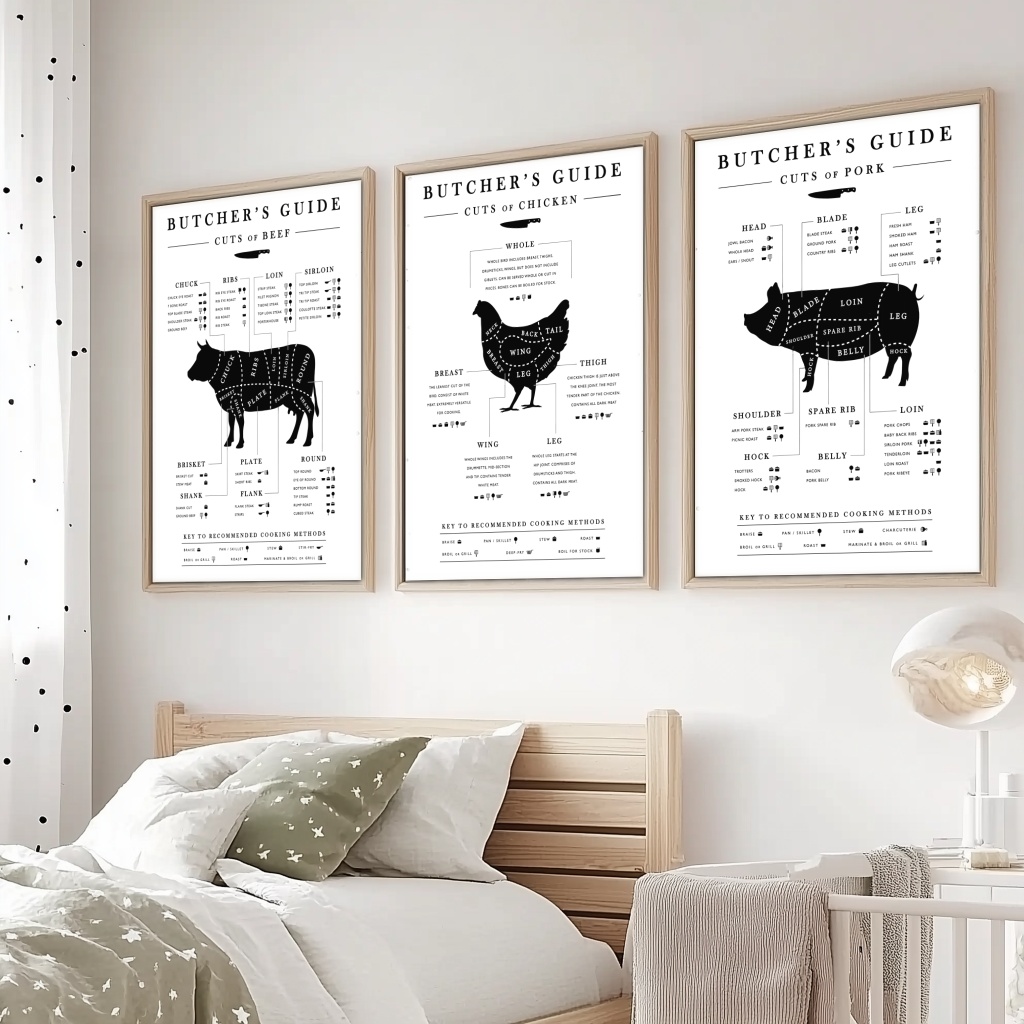 BUTCHER'S GUIDE
CUTS OF BEEF
CHUCK
RIBS
LOIN
SIRLOIN
CHUCK EYE ROAST
RIB EYE STEAK
STRIP STEAK
TOP SIRLOIN
RIB EYE ROAST
FILET MIGNON
TRI TIP STEAK
TOP BLADE STEAK
BACK RIBS
T-BONE STEAK
TRI TIP ROAST
SHOULDER STEAK
RIB ROAST
TOP LOIN STEAK
COULOTTE STEAK
GROUND BEEF
RIB STEAK
PORTERHOUSE
CHUCK
RIBS
LOIN
SIRLOIN
ROUND
BRISKET
PLATE
FLANK
BRISKET
PLATE
ROUND
BRISKET CUT
SKIRT STEAK
TOP ROUND
STEW MEAT
SHORT RIBS
EYE OF ROUND
BOTTOM ROUND
SHANK
FLANK
TIP STEAK
SHANK CUT
FLANK STEAK
RUMP ROAST
GROUND BEEF
CUBED STEAK
KEY TO RECOMMENDED COOKING METHODS
BRAISE
PAN / SKILLET
STEW
STIR FRY
BROIL OR GRILL
ROAST
MARINATE & BROIL OR GRILL
BUTCHER'S GUIDE
CUTS OF CHICKEN
WHOLE
WHOLE BIRD INCLUDES BREAST, THIGHS,
DRUMSTICKS, WINGS, BUT DOES NOT INCLUDE
GIBLETS. CAN BE SERVED WHOLE OR CUT IN
PIECES. BONES CAN BE BOILED FOR STOCK.
NECK
BACK
TAIL
BREAST
WING
THIGH
LEG
BREAST
THE LEANEST CUT OF THE
BIRD. CONSIST OF WHITE
MEAT. EXTREMELY VERSATILE
FOR COOKING.
THIGH
CHICKEN THIGH IS JUST ABOVE
THE KNEE JOINT. THE MOST
TENDER PART OF THE CHICKEN.
CONTAINS ALL DARK MEAT.
WING
WHOLE WINGS INCLUDES THE
DRUMMETTE, MID-SECTION
AND TIP. CONTAINS TENDER
WHITE MEAT.
LEG
WHOLE LEG STARTS AT THE
HIP JOINT. COMPRISED OF
DRUMSTICKS AND THIGH.
CONTAINS ALL DARK MEAT.
KEY TO RECOMMENDED COOKING METHODS
BRAISE
PAN / SKILLET
STEW
ROAST
BROIL OR GRILL
DEEP FRY
BOIL FOR STOCK
BUTCHER'S GUIDE
CUTS OF PORK
HEAD
BLADE
LEG
JOWL BACON
BLADE STEAK
FRESH HAM
WHOLE HEAD
GROUND PORK
SMOKED HAM
EARS / SNOUT
COUNTRY RIBS
HAM ROAST
HAM SHANK
LEG CUTLETS
HEAD
BLADE
LOIN
LEG
SHOULDER
SPARE RIB
BELLY
HOCK
HOCK
SHOULDER
SPARE RIB
LOIN
ARM PORK STEAK
PORK SPARE RIB
PORK CHOPS
PICNIC ROAST
BABY BACK RIBS
SIRLOIN PORK
HOCK
BELLY
TENDERLOIN
TROTTERS
BACON
LOIN ROAST
SMOKED HOCK
PORK BELLY
PORK RIBEYE
HOCK
KEY TO RECOMMENDED COOKING METHODS
BRAISE
PAN / SKILLET
STEW
CHARCUTERIE
BROIL OR GRILL
ROAST
MARINATE & BROIL OR GRILL